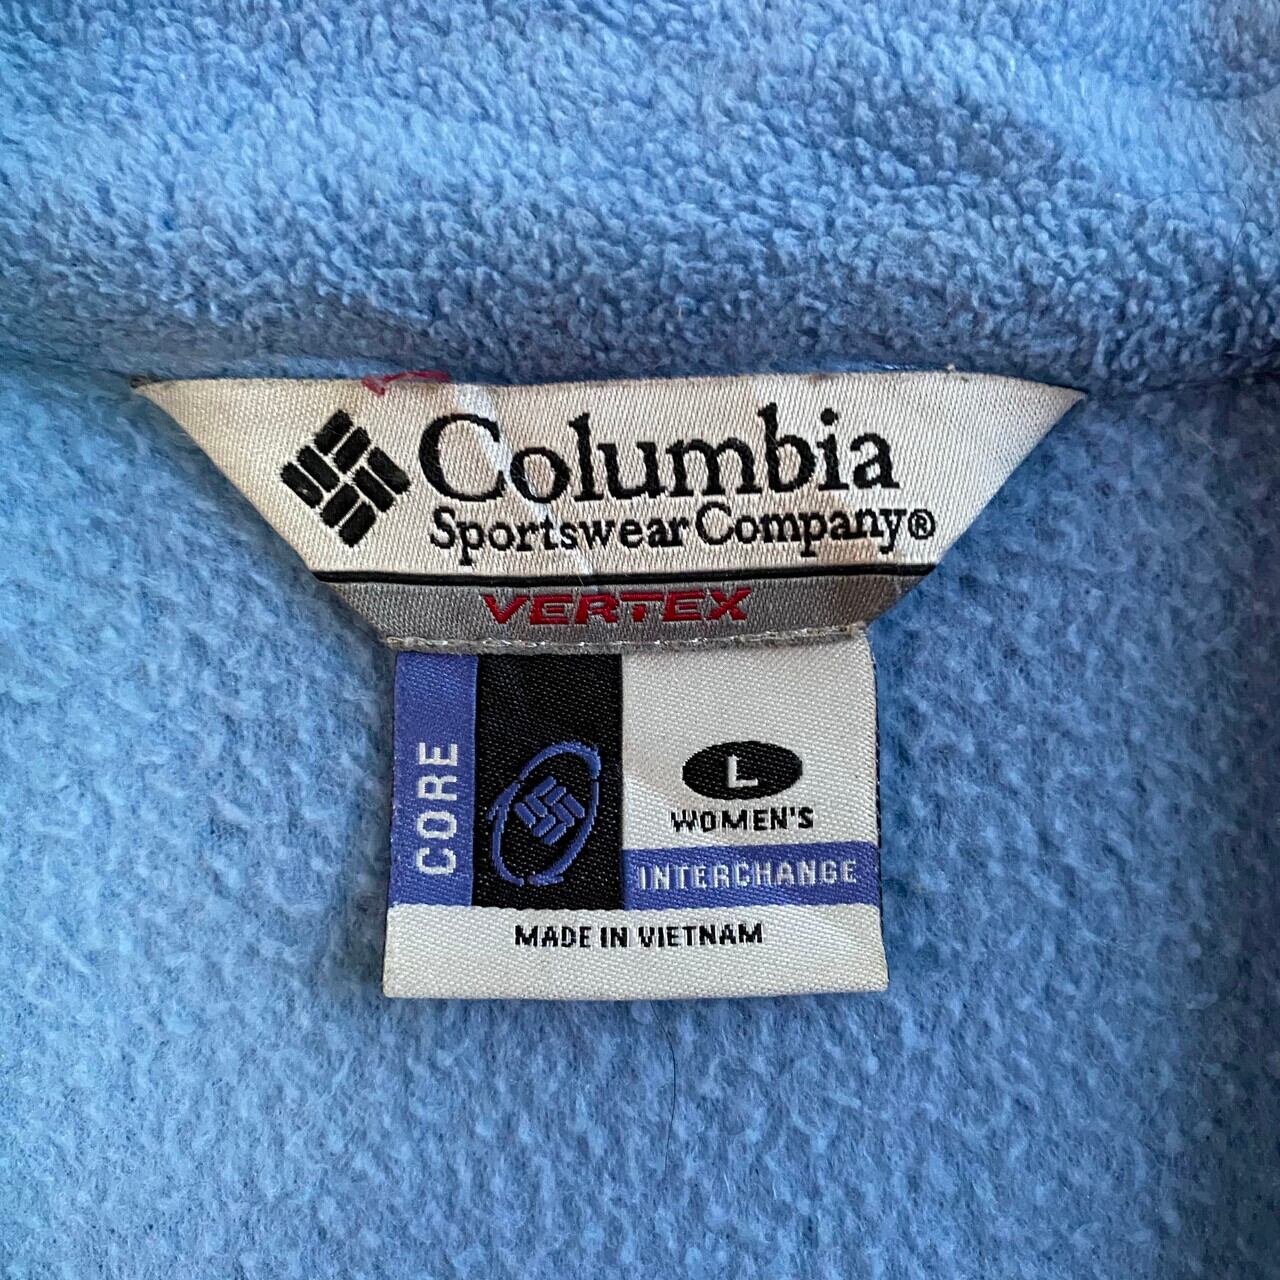 Columbia
Sportswear Company®
VERTEX
CORE
L
WOMEN'S
INTERCHANGE
MADE IN VIETNAM